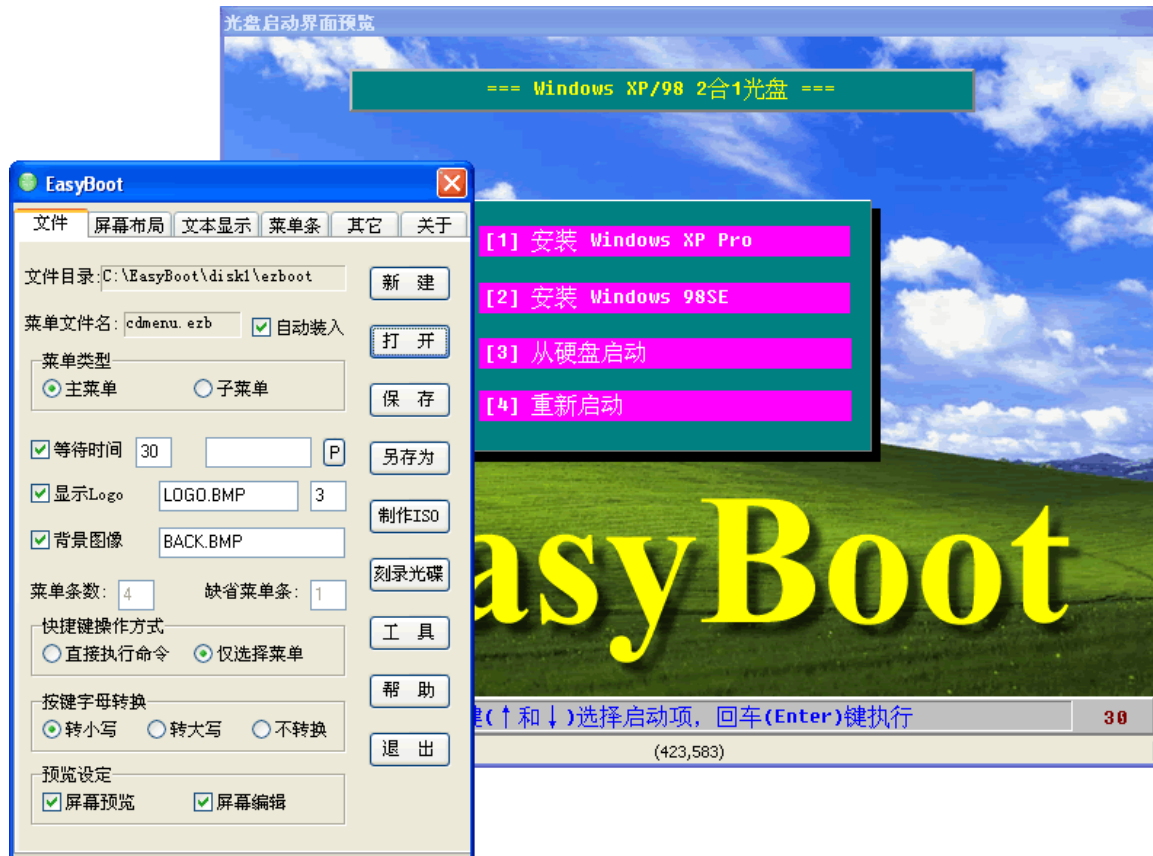 光盘启动界面预览
=== Windows XP/98 2合1光盘 ===
[1] 安装 Windows XP Pro
[2] 安装 Windows 98SE
[3] 从硬盘启动
[4] 重新启动
asyBoot
键(↑和↓)选择启动项，回车(Enter)键执行
30
(423,583)
EasyBoot
文件 屏幕布局 文本显示 菜单条 其它 关于
文件目录: C:\EasyBoot\disk1\ezboot
新 建
菜单文件名: cdmenu.ezb 自动装入
打 开
菜单类型
主菜单 子菜单
保 存
等待时间 30 P
另存为
显示Logo LOGO.BMP 3
制作ISO
背景图像 BACK.BMP
刻录光碟
菜单条数: 4 缺省菜单条: 1
工 具
快捷键操作方式
直接执行命令 仅选择菜单
帮 助
按键字母转换
转小写 转大写 不转换
退 出
预览设定
屏幕预览 屏幕编辑